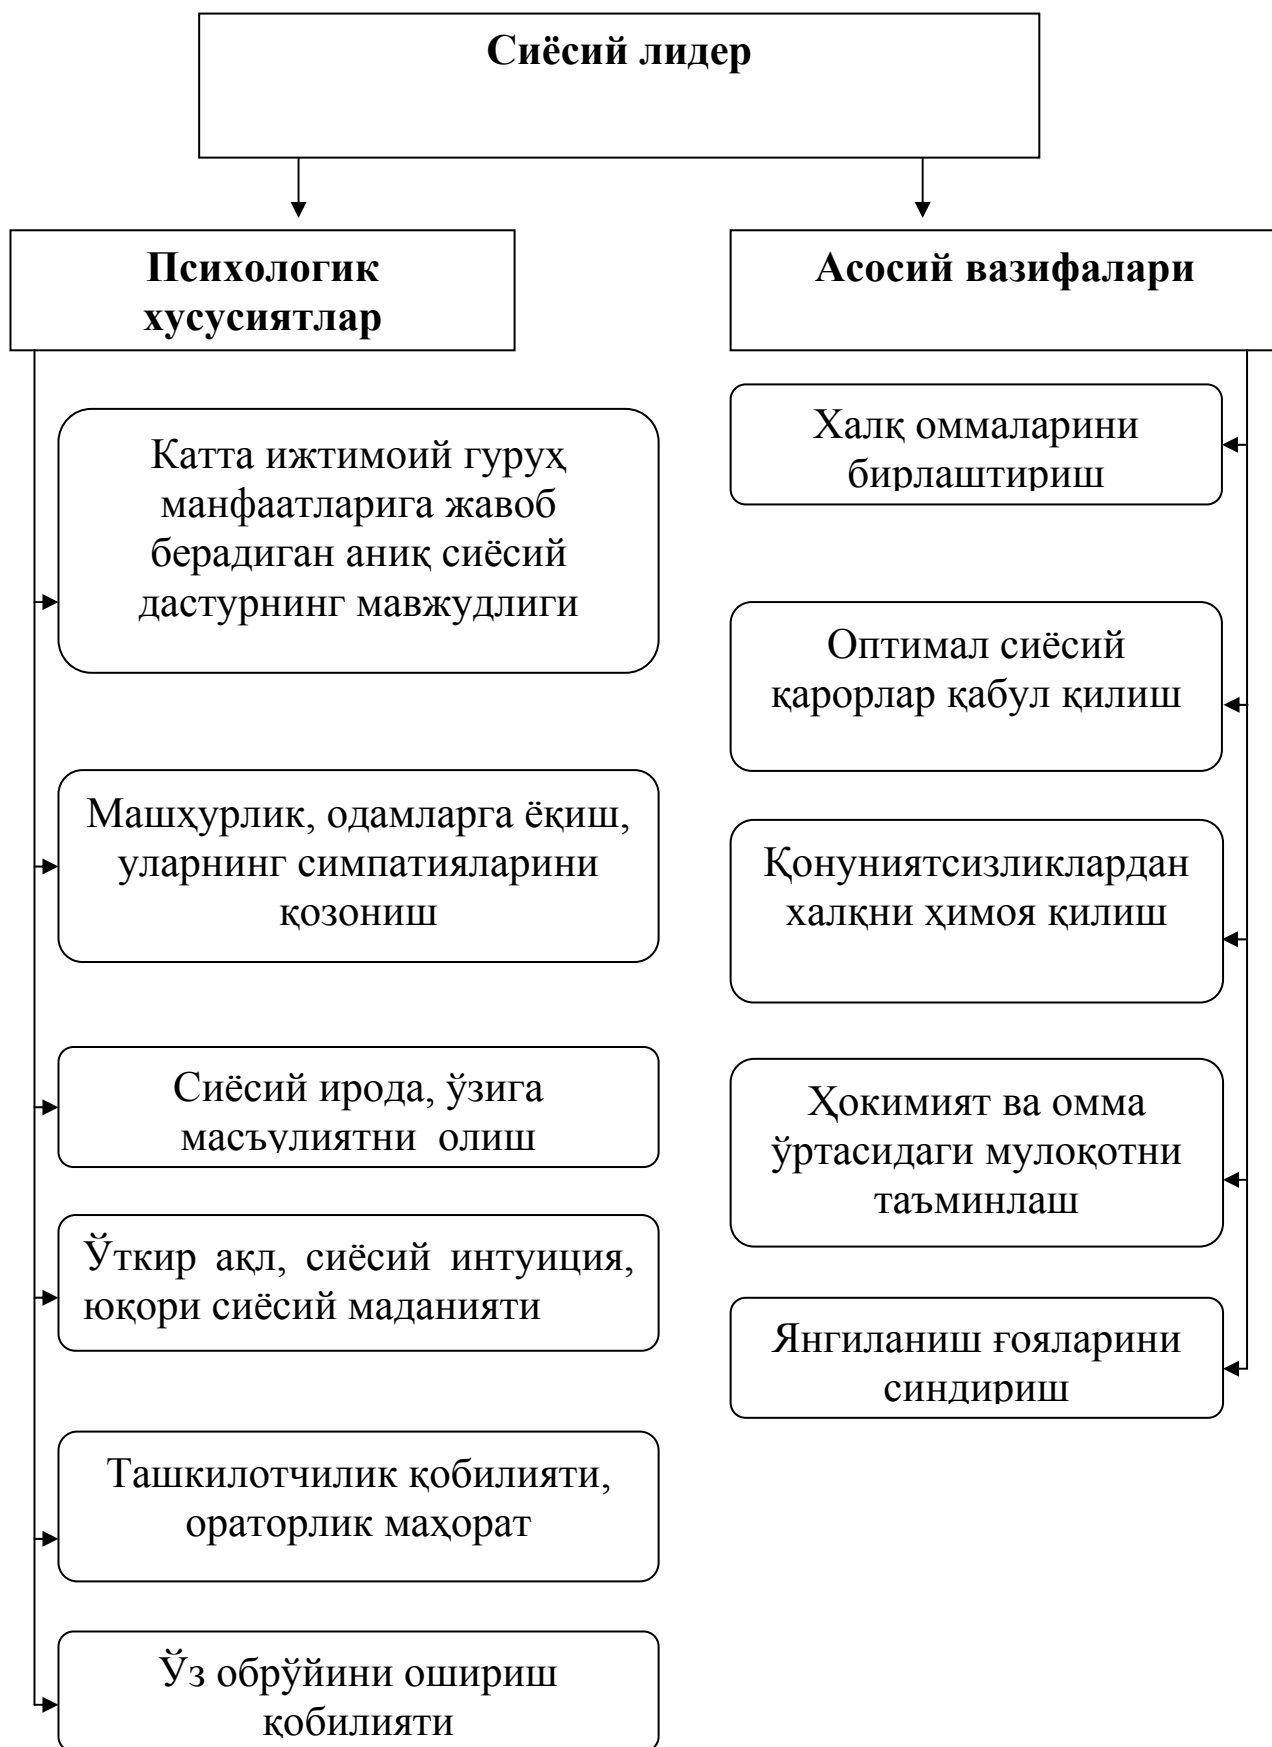 Сиёсий лидер
Психологик
хусусиятлар
Катта ижтимоий гуруҳ
манфаатларига жавоб
берадиган аниқ сиёсий
дастурнинг мавжудлиги
Машҳурлик, одамларга ёқиш,
уларнинг симпатияларини
қозониш
Сиёсий ирода, ўзига
масъулиятни олиш
Ўткир ақл, сиёсий интуиция,
юқори сиёсий маданияти
Ташкилотчилик қобилияти,
ораторлик маҳорат
Ўз обрўйини ошириш
қобилияти
Асосий вазифалари
Халқ оммаларини
бирлаштириш
Оптимал сиёсий
қарорлар қабул қилиш
Қонуниятсизликлардан
халқни ҳимоя қилиш
Ҳокимият ва омма
ўртасидаги мулоқотни
таъминлаш
Янгиланиш ғояларини
синдириш